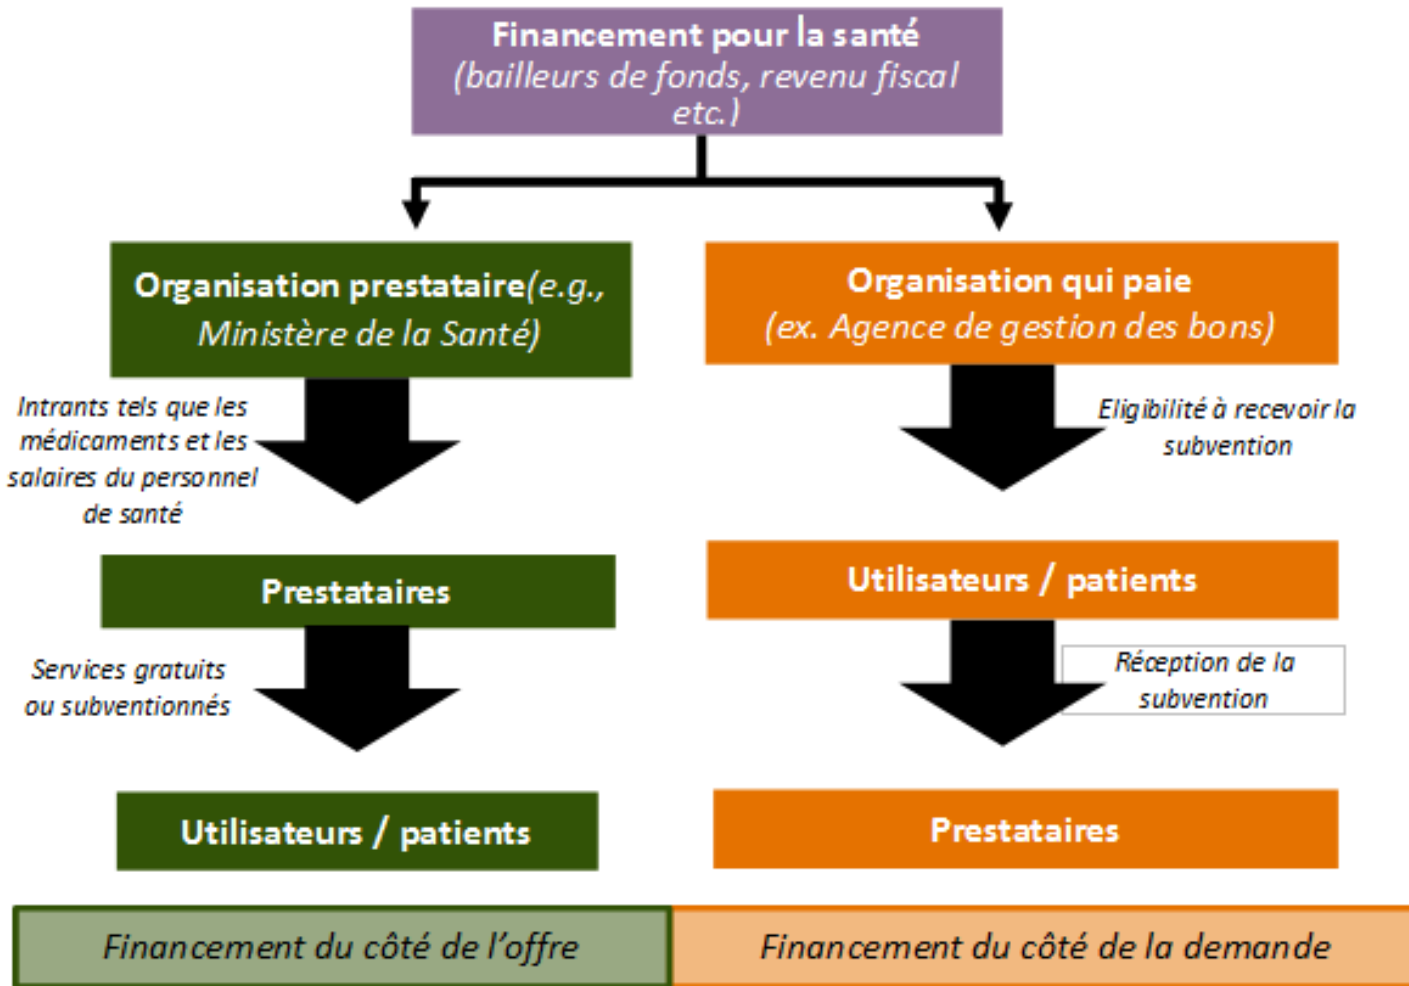 Financement pour la santé
(bailleurs de fonds, revenu fiscal
etc.)
Organisation prestataire(e.g.,
Ministère de la Santé)
Organisation qui paie
(ex. Agence de gestion des bons)
Intrants tels que les
médicaments et les
salaires du personnel
de santé
Eligibilité à recevoir la
subvention
Prestataires
Utilisateurs / patients
Services gratuits
ou subventionnés
Réception de la
subvention
Utilisateurs / patients
Prestataires
Financement du côté de l’offre
Financement du côté de la demande